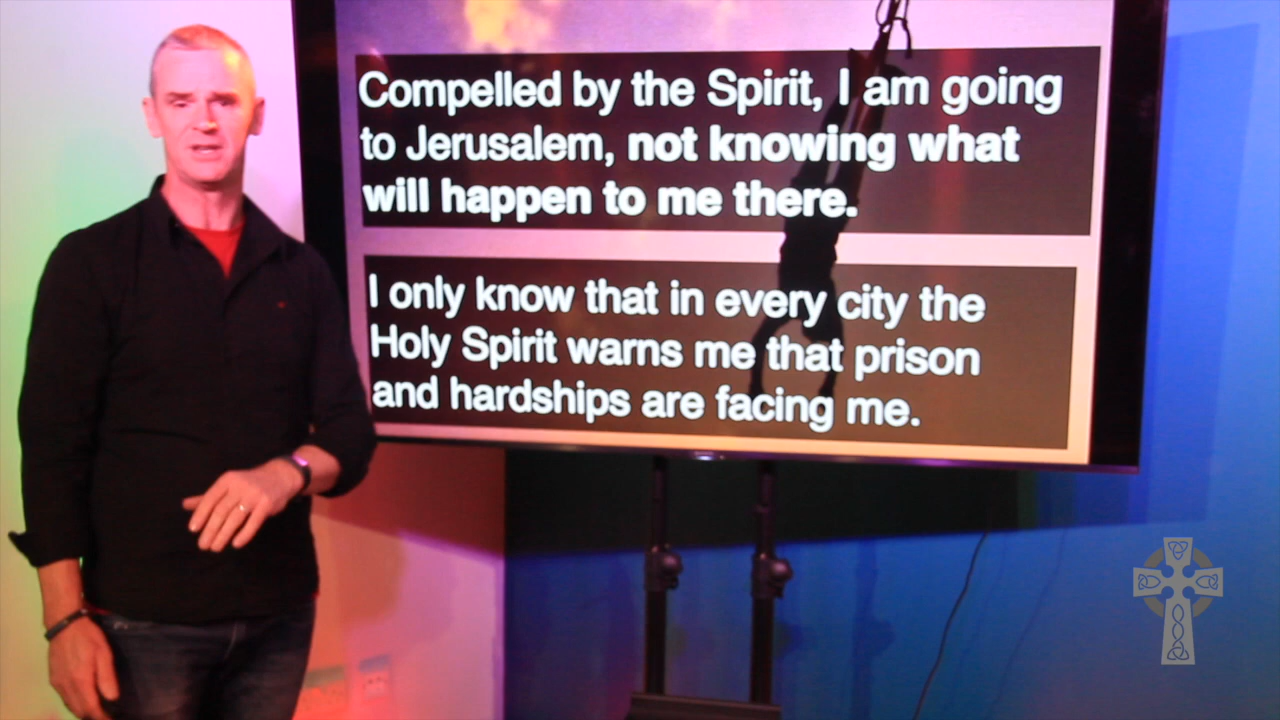 Compelled by the Spirit, I am going
to Jerusalem, not knowing what
will happen to me there.
I only know that in every city the
Holy Spirit warns me that prison
and hardships are facing me.